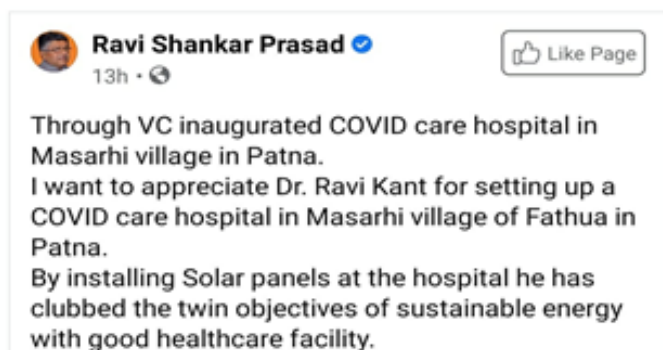 Ravi Shankar Prasad
13h ·
Like Page
Through VC inaugurated COVID care hospital in
Masarhi village in Patna.
I want to appreciate Dr. Ravi Kant for setting up a
COVID care hospital in Masarhi village of Fathua in
Patna.
By installing Solar panels at the hospital he has
clubbed the twin objectives of sustainable energy
with good healthcare facility.